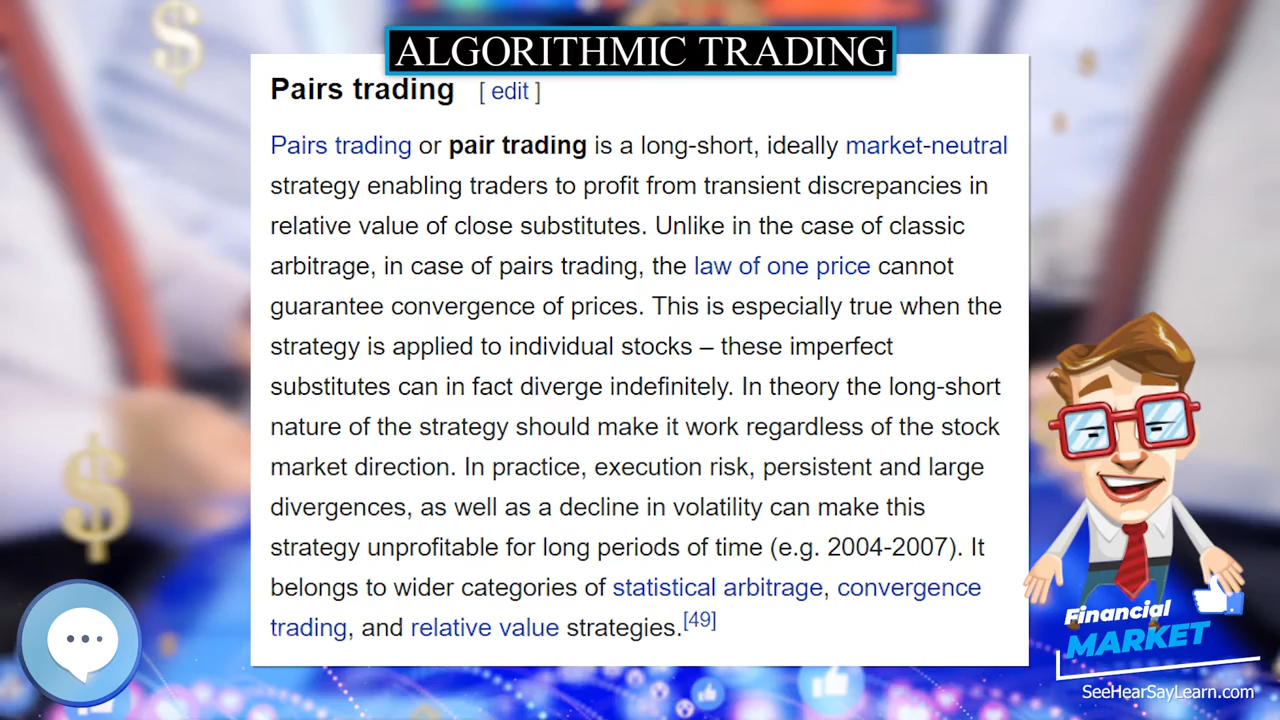 ALGORITHMIC TRADING
Pairs trading [ edit ]
Pairs trading or pair trading is a long-short, ideally market-neutral
strategy enabling traders to profit from transient discrepancies in
relative value of close substitutes. Unlike in the case of classic
arbitrage, in case of pairs trading, the law of one price cannot
guarantee convergence of prices. This is especially true when the
strategy is applied to individual stocks – these imperfect
substitutes can in fact diverge indefinitely. In theory the long-short
nature of the strategy should make it work regardless of the stock
market direction. In practice, execution risk, persistent and large
divergences, as well as a decline in volatility can make this
strategy unprofitable for long periods of time (e.g. 2004-2007). It
belongs to wider categories of statistical arbitrage, convergence
trading, and relative value strategies.[49]
Financial
MARKET
SeeHearSayLearn.com